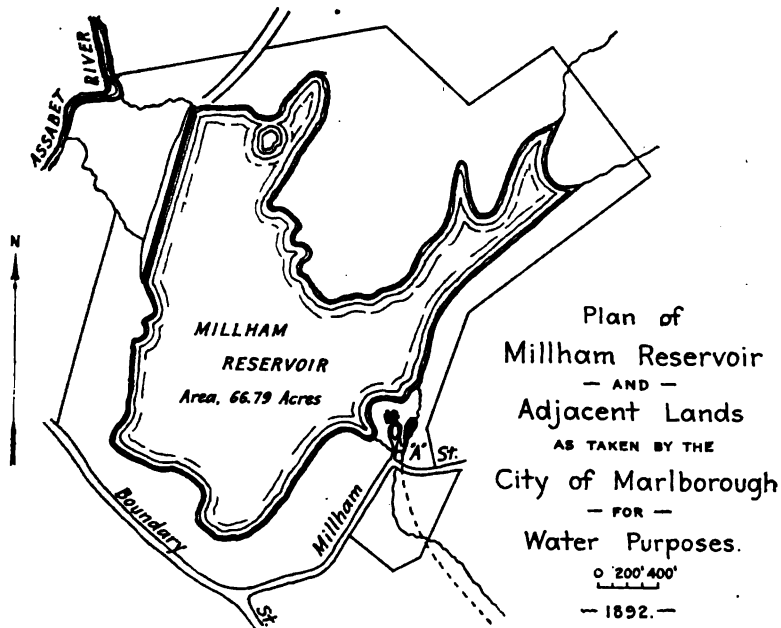 ASSABET RIVER
N
MILLHAM
RESERVOIR
Area, 66.79 Acres
"A" St.
Boundary
St.
Millham
Plan of
Millham Reservoir
— AND —
Adjacent Lands
AS TAKEN BY THE
City of Marlborough
— FOR —
Water Purposes.
0 200' 400'
— 1892. —